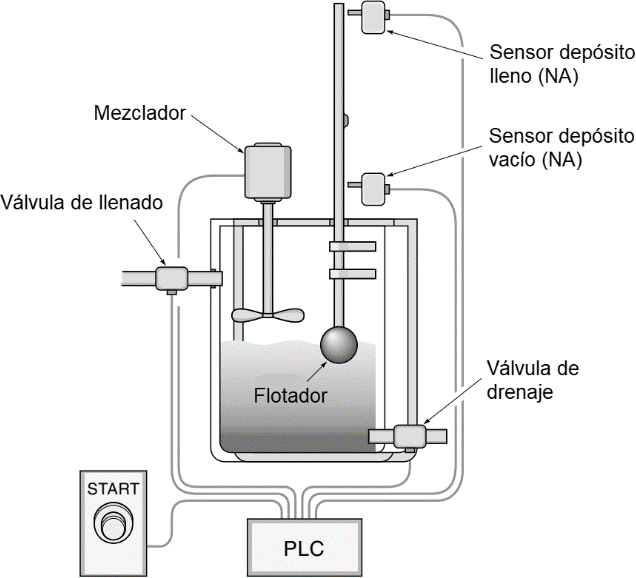 Sensor depósito
lleno (NA)
Mezclador
Sensor depósito
vacío (NA)
Válvula de llenado
Válvula de
drenaje
Flotador
START
PLC